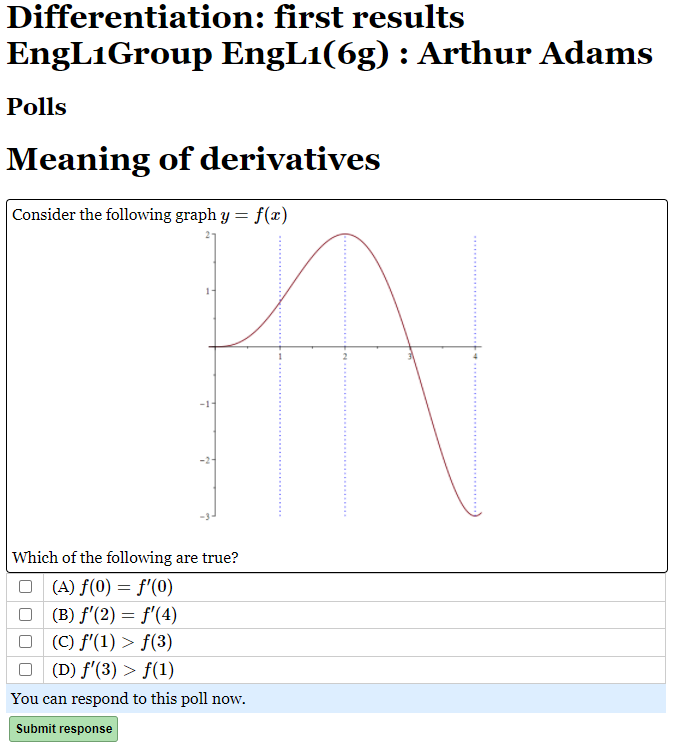 Differentiation: first results
EngL1Group EngL1(6g) : Arthur Adams
Polls
Meaning of derivatives
Consider the following graph y = f(x)
2
1
1 2 3 4
−1
−2
−3
Which of the following are true?
(A) f(0) = f′(0)
(B) f′(2) = f′(4)
(C) f′(1) > f(3)
(D) f′(3) > f(1)
You can respond to this poll now.
Submit response